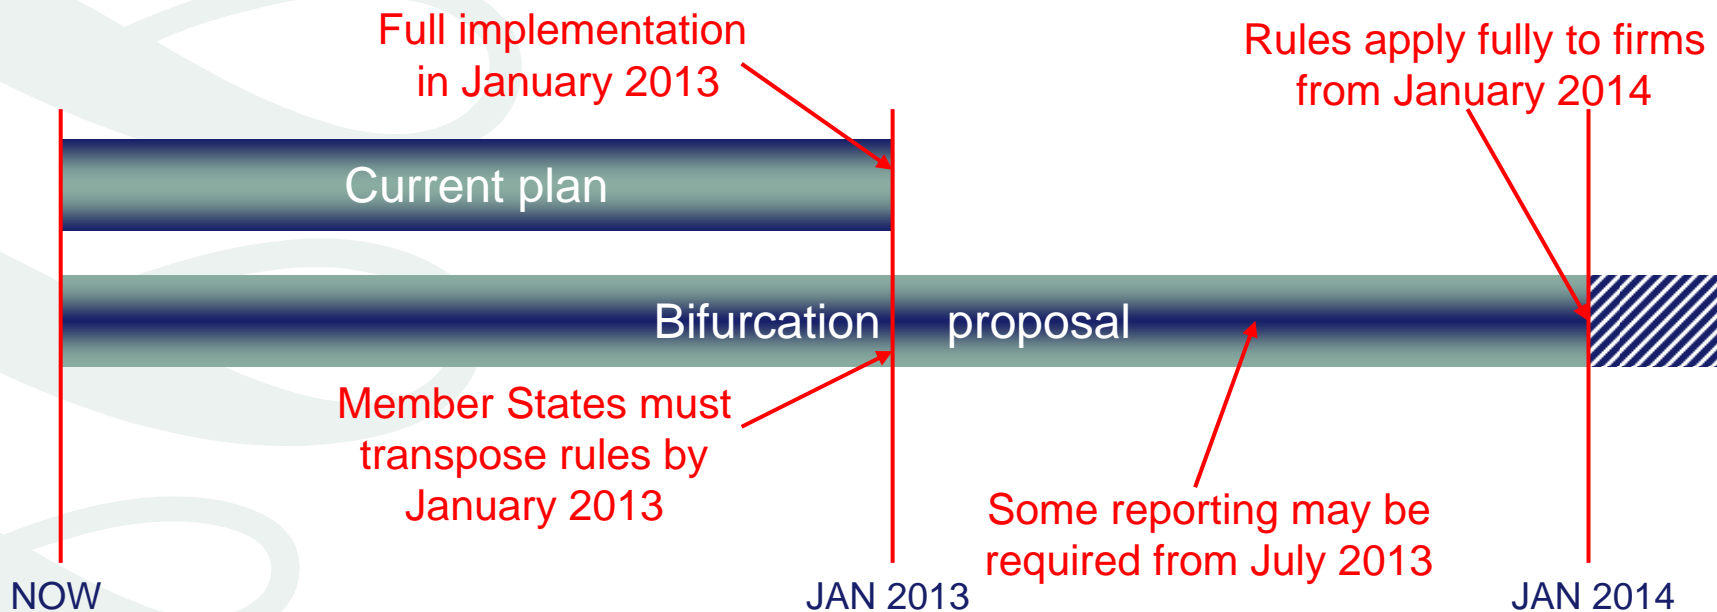 Full implementation
in January 2013
Rules apply fully to firms
from January 2014
Current plan
Bifurcation proposal
Member States must
transpose rules by
January 2013
Some reporting may be
required from July 2013
NOW
JAN 2013
JAN 2014